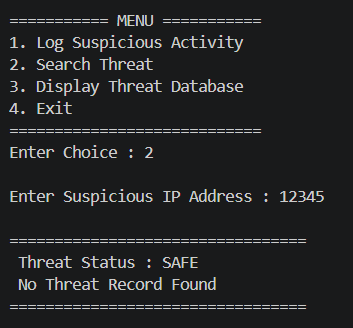 =========== MENU ===========
1. Log Suspicious Activity
2. Search Threat
3. Display Threat Database
4. Exit
============================
Enter Choice : 2
Enter Suspicious IP Address : 12345
=================================
Threat Status : SAFE
No Threat Record Found
=================================